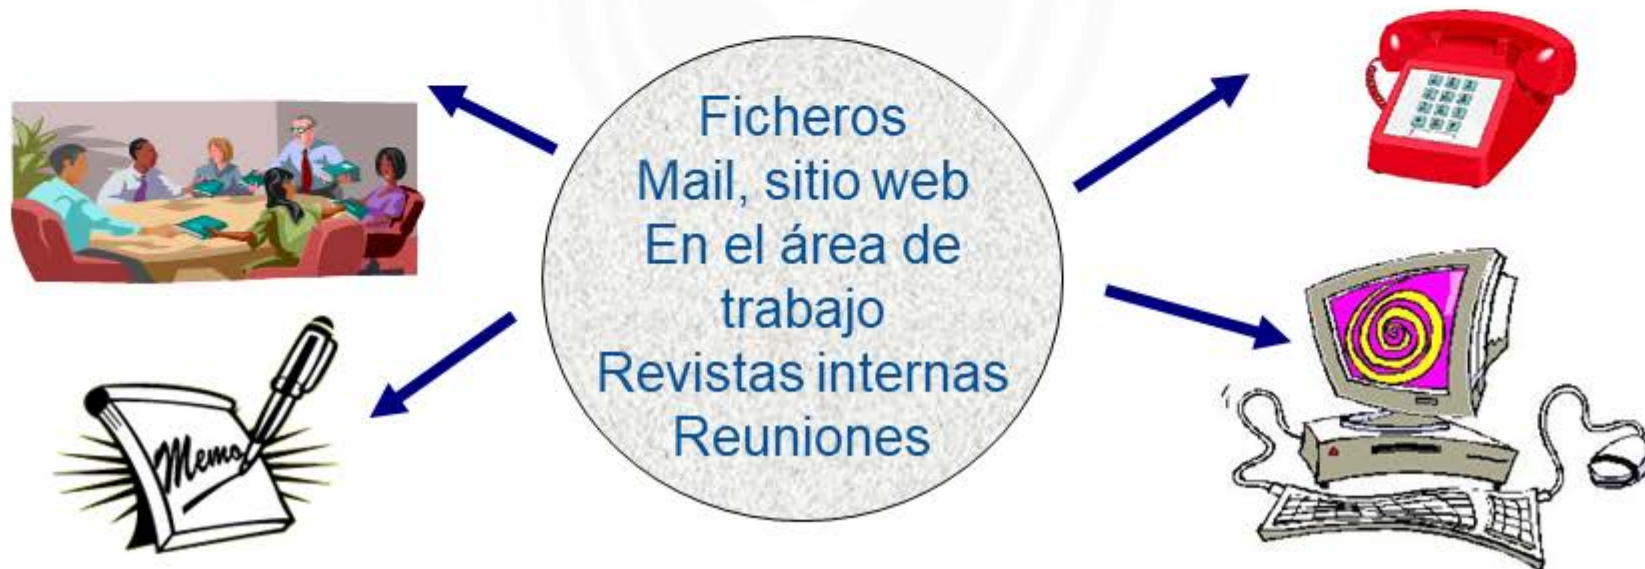 Ficheros
Mail, sitio web
En el área de
trabajo
Revistas internas
Reuniones
Memo